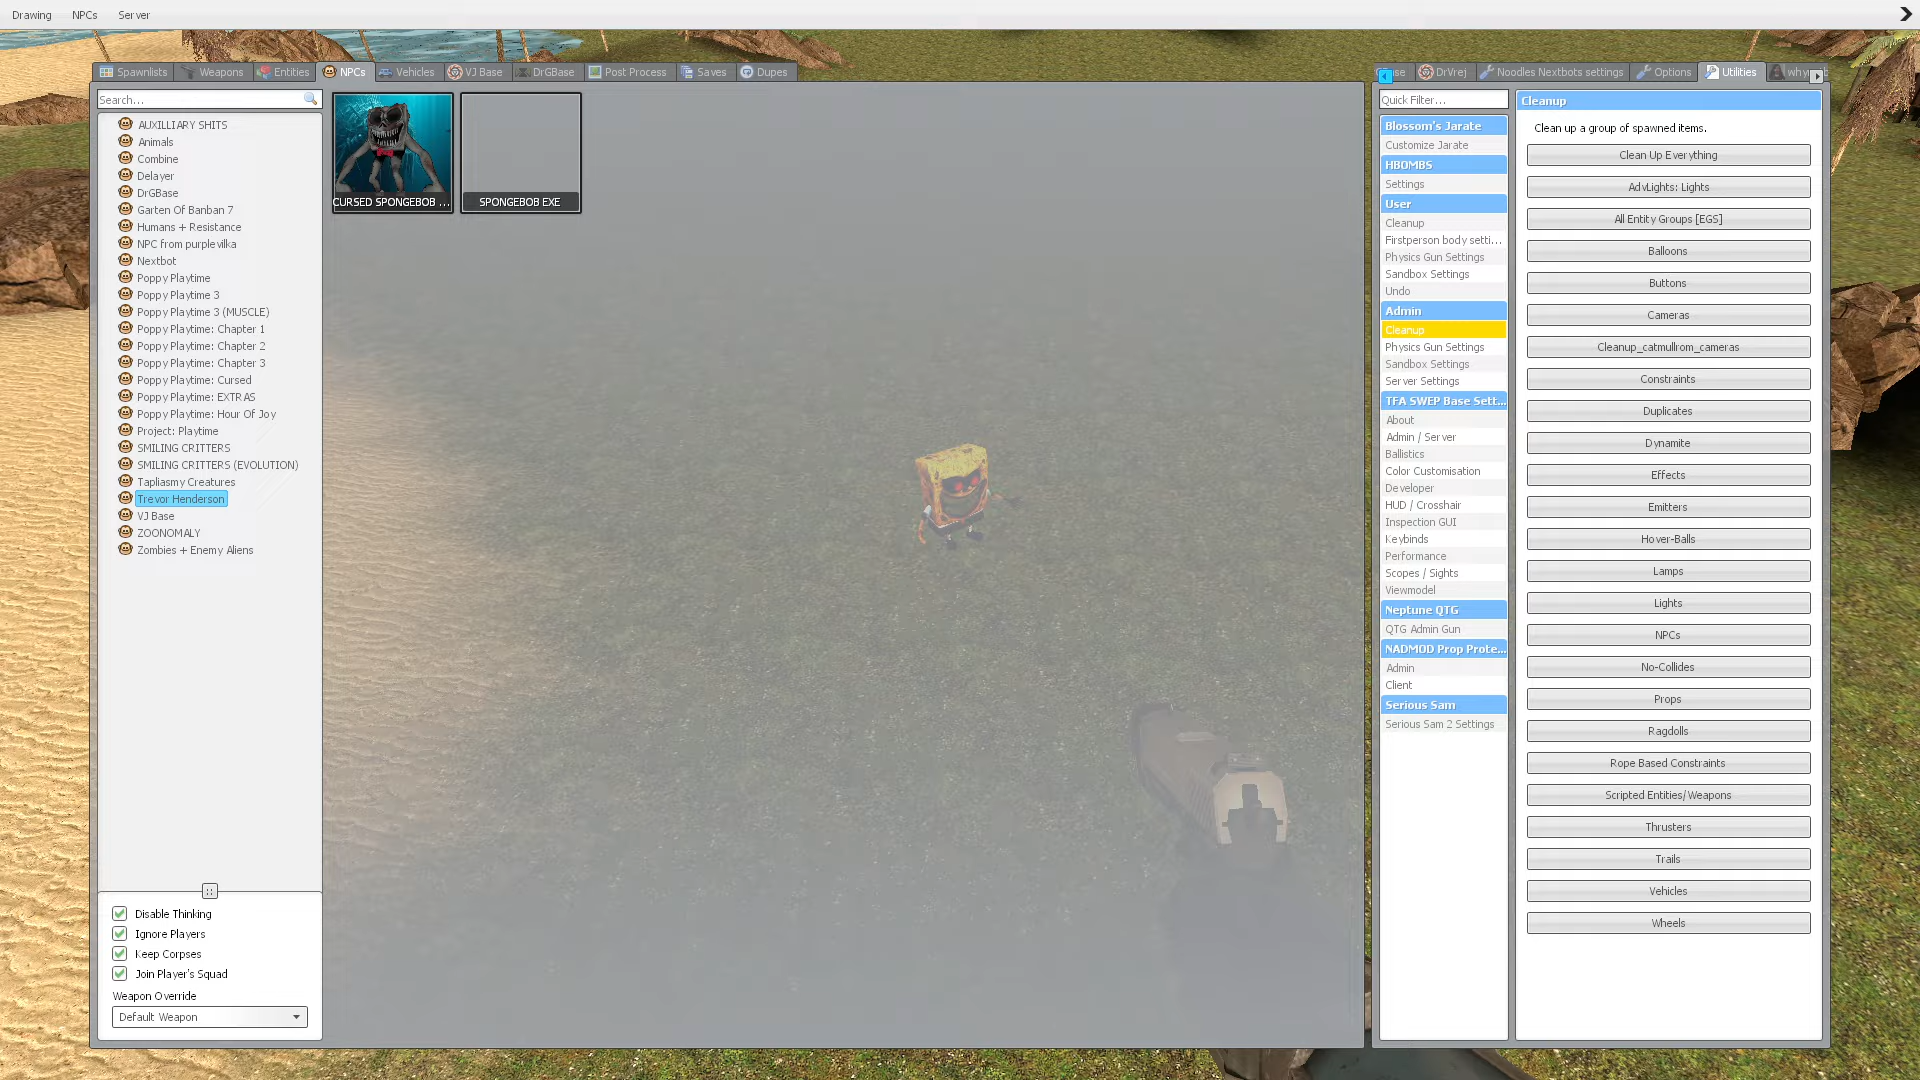 Drawing NPCs Server
Spawnlists Weapons Entities NPCs Vehicles VJ Base DrGBase Post Process Saves Dupes
Search...
AUXILLIARY SHITS
Animals
Combine
Delayer
DrGBase
Garten Of Banban 7
Humans + Resistance
NPC from purplevilka
Nextbot
Poppy Playtime
Poppy Playtime 3
Poppy Playtime 3 (MUSCLE)
Poppy Playtime: Chapter 1
Poppy Playtime: Chapter 2
Poppy Playtime: Chapter 3
Poppy Playtime: Cursed
Poppy Playtime: EXTRAS
Poppy Playtime: Hour Of Joy
Project: Playtime
SMILING CRITTERS
SMILING CRITTERS (EVOLUTION)
Tapliasmy Creatures
Trevor Henderson
VJ Base
ZOONOMALY
Zombies + Enemy Aliens
Disable Thinking
Ignore Players
Keep Corpses
Join Player's Squad
Weapon Override
Default Weapon
CURSED SPONGEBOB ...
SPONGEBOB EXE
DrVrej Noodles Nextbots settings Options Utilities
Quick Filter...
Blossom's Jarate
Customize Jarate
HBOMBS
Settings
User
Cleanup
Firstperson body setti...
Physics Gun Settings
Sandbox Settings
Undo
Admin
Cleanup
Physics Gun Settings
Sandbox Settings
Server Settings
TFA SWEP Base Sett...
About
Admin / Server
Ballistics
Color Customisation
Developer
HUD / Crosshair
Inspection GUI
Keybinds
Performance
Scopes / Sights
Viewmodel
Neptune QTG
QTG Admin Gun
NADMOD Prop Prote...
Admin
Client
Serious Sam
Serious Sam 2 Settings
Cleanup
Clean up a group of spawned items.
Clean Up Everything
AdvLights: Lights
All Entity Groups [EGS]
Balloons
Buttons
Cameras
Cleanup_catmullrom_cameras
Constraints
Duplicates
Dynamite
Effects
Emitters
Hover-Balls
Lamps
Lights
NPCs
No-Collides
Props
Ragdolls
Rope Based Constraints
Scripted Entities/Weapons
Thrusters
Trails
Vehicles
Wheels